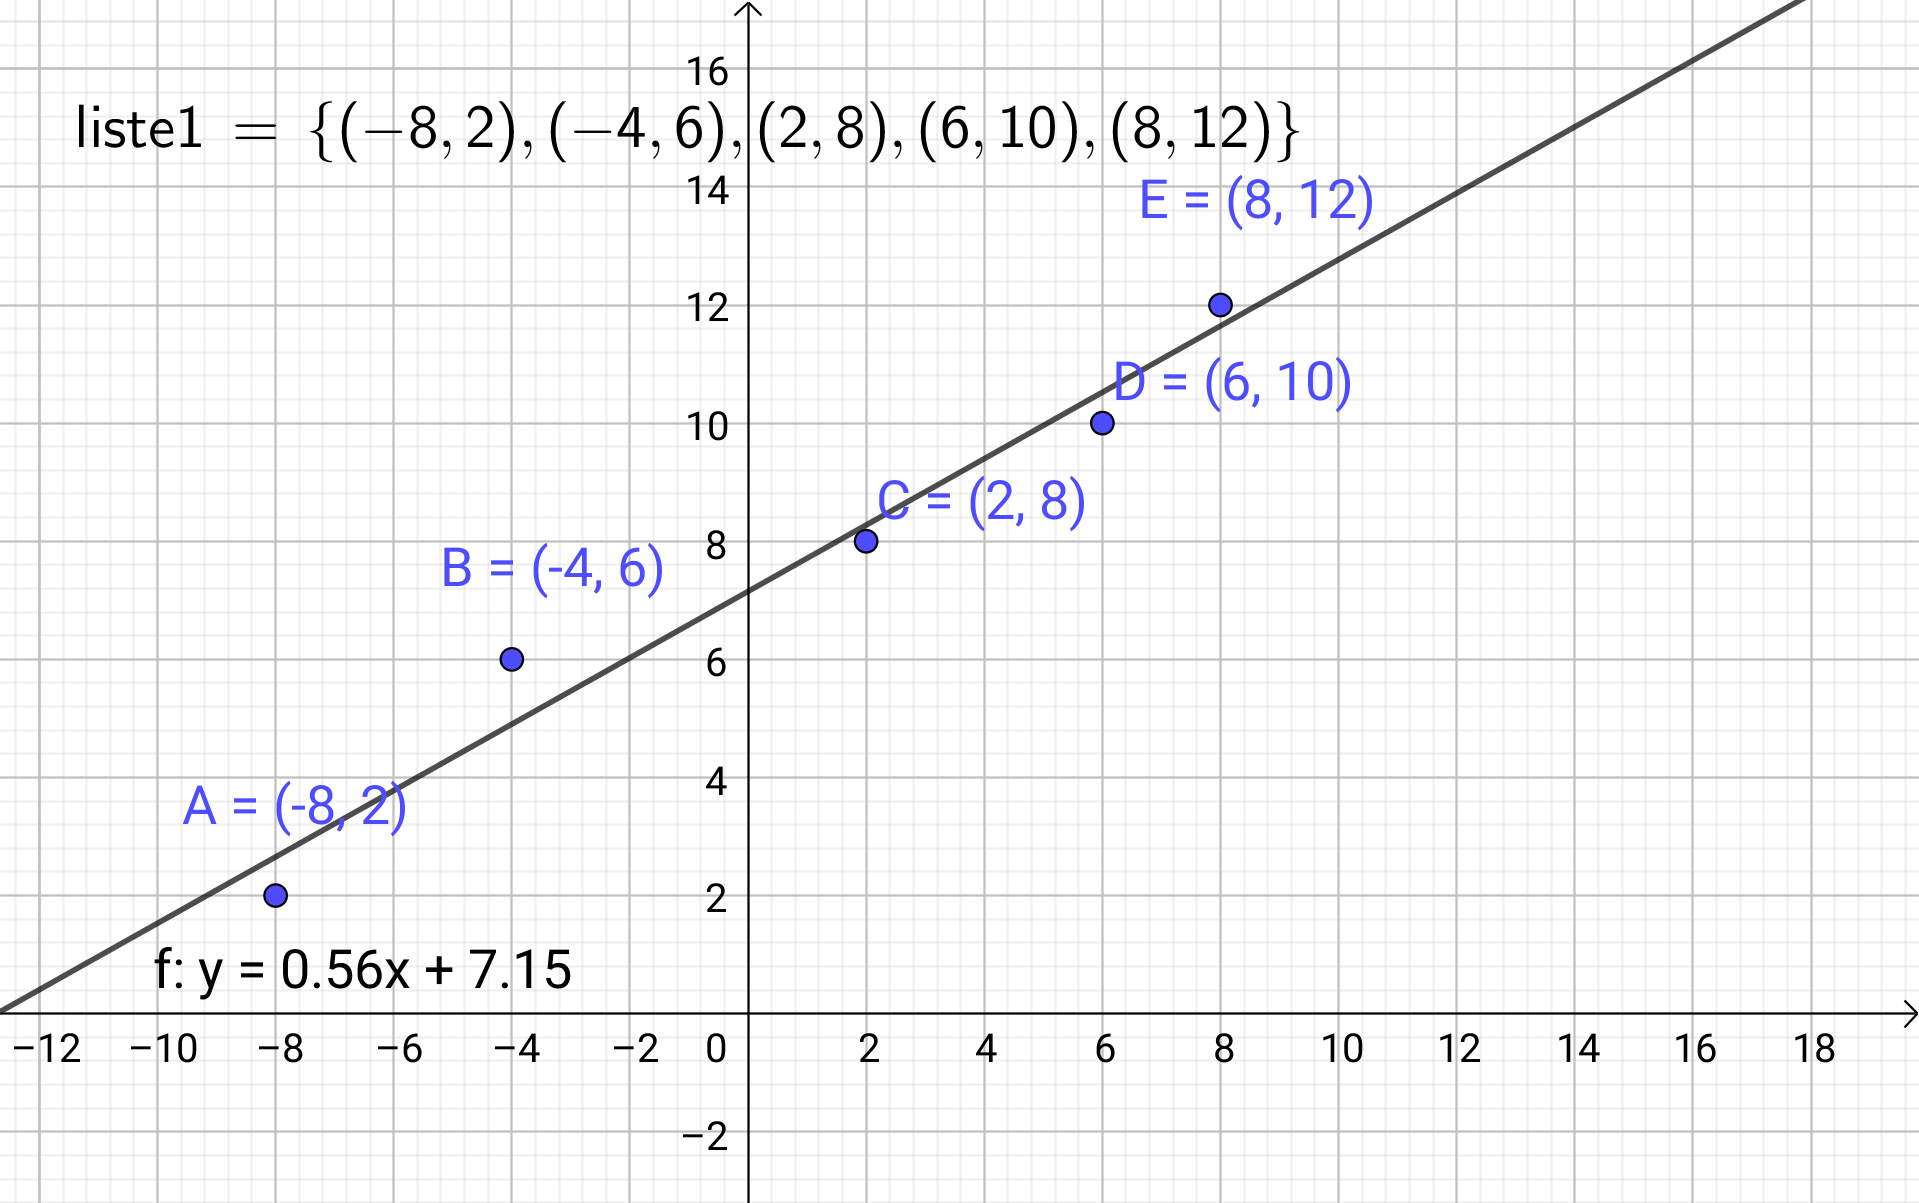 16
liste1 = {(−8, 2), (−4, 6), (2, 8), (6, 10), (8, 12)}
14
E = (8, 12)
12
D = (6, 10)
10
C = (2, 8)
8
B = (-4, 6)
6
4
A = (-8, 2)
2
f: y = 0.56x + 7.15
−12 −10 −8 −6 −4 −2 0 2 4 6 8 10 12 14 16 18
−2